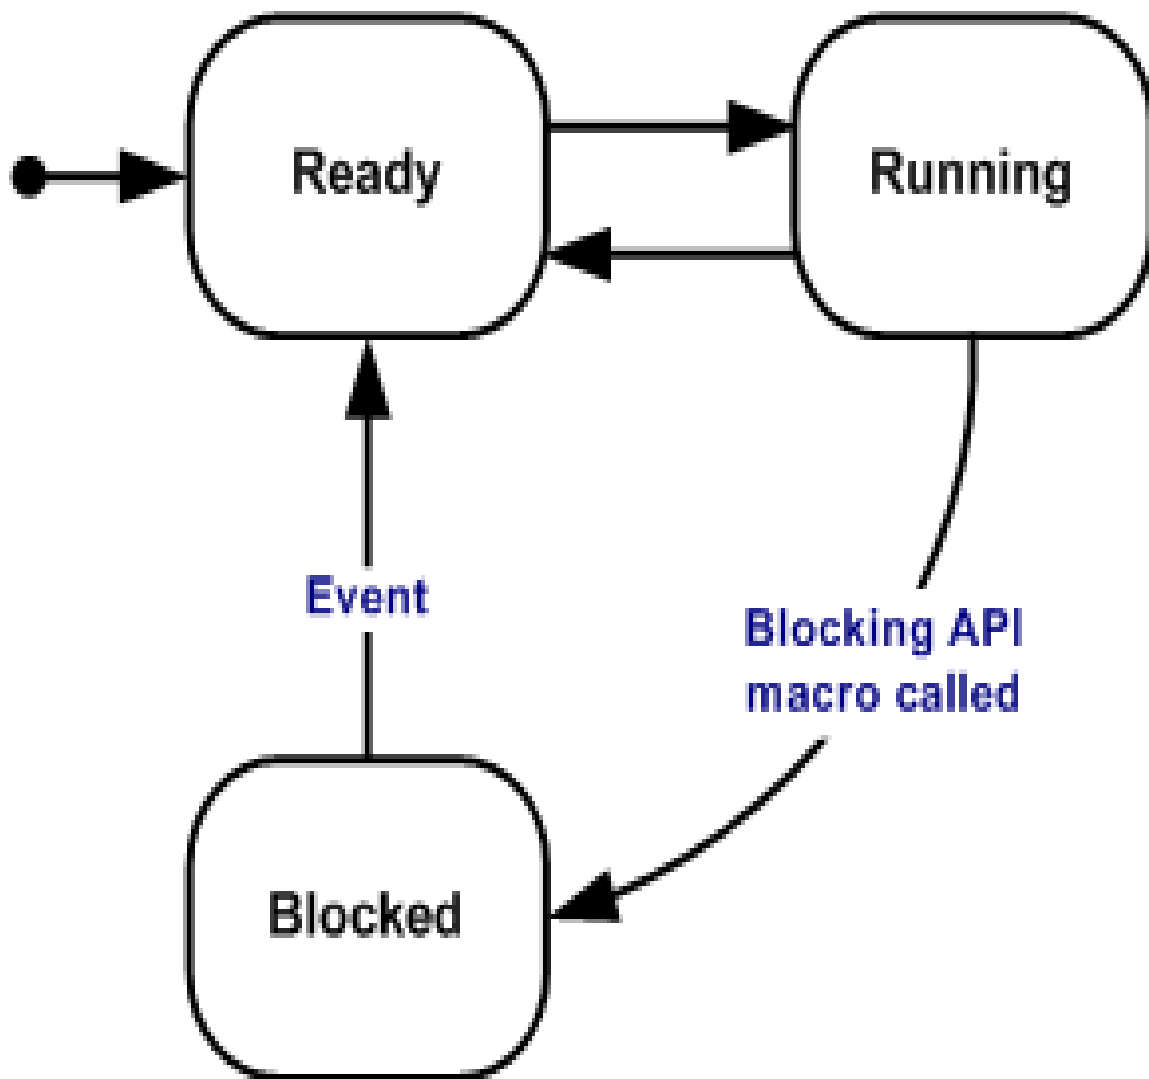 Ready
Running
Event
Blocking API
macro called
Blocked